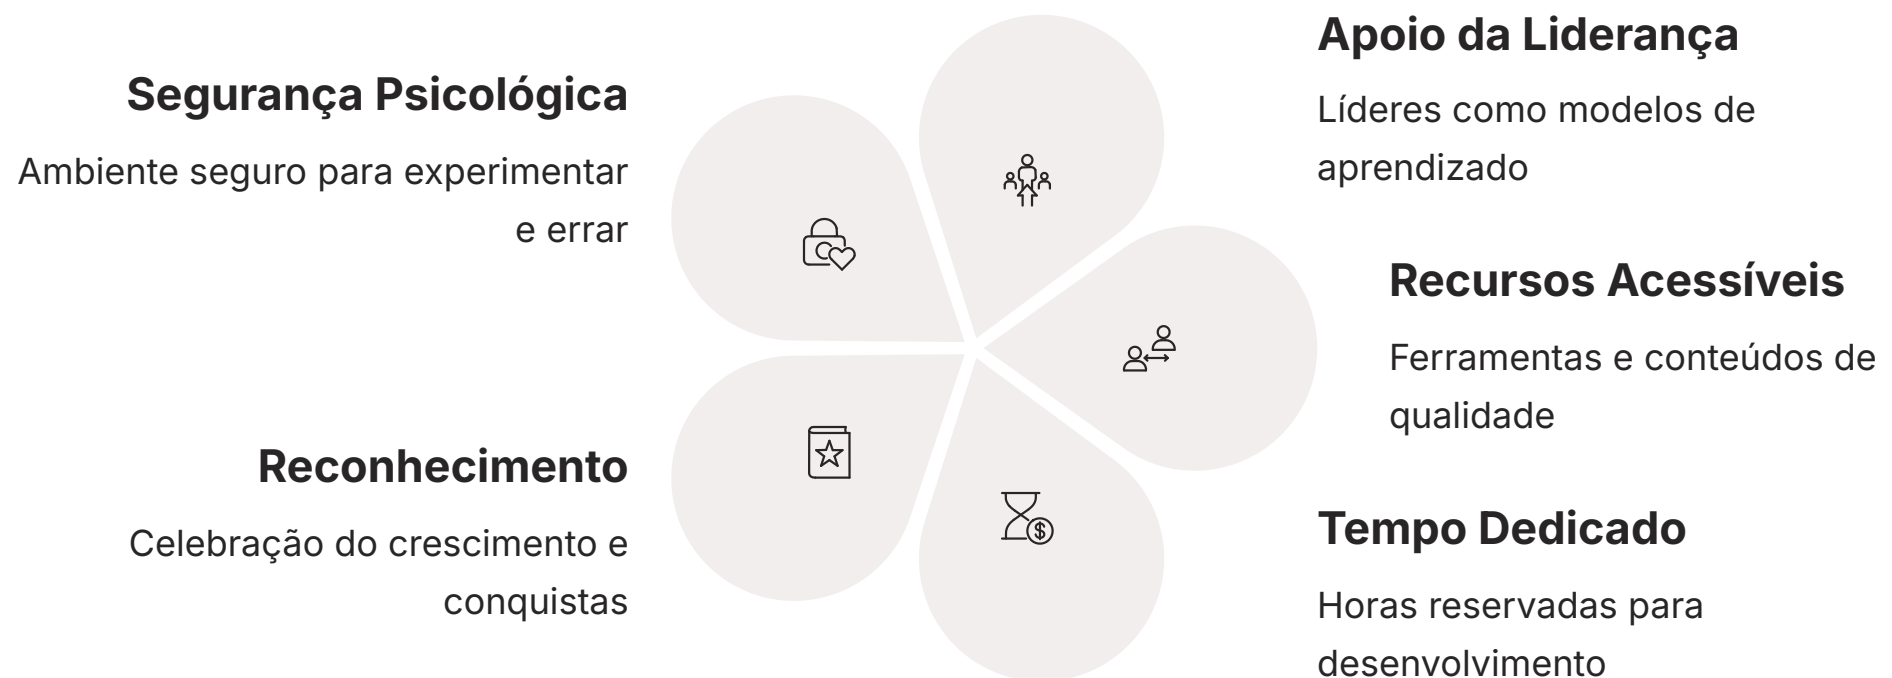 Apoio da Liderança
Líderes como modelos de
aprendizado
Segurança Psicológica
Ambiente seguro para experimentar
e errar
Recursos Acessíveis
Ferramentas e conteúdos de
qualidade
Reconhecimento
Celebração do crescimento e
conquistas
Tempo Dedicado
Horas reservadas para
desenvolvimento
$